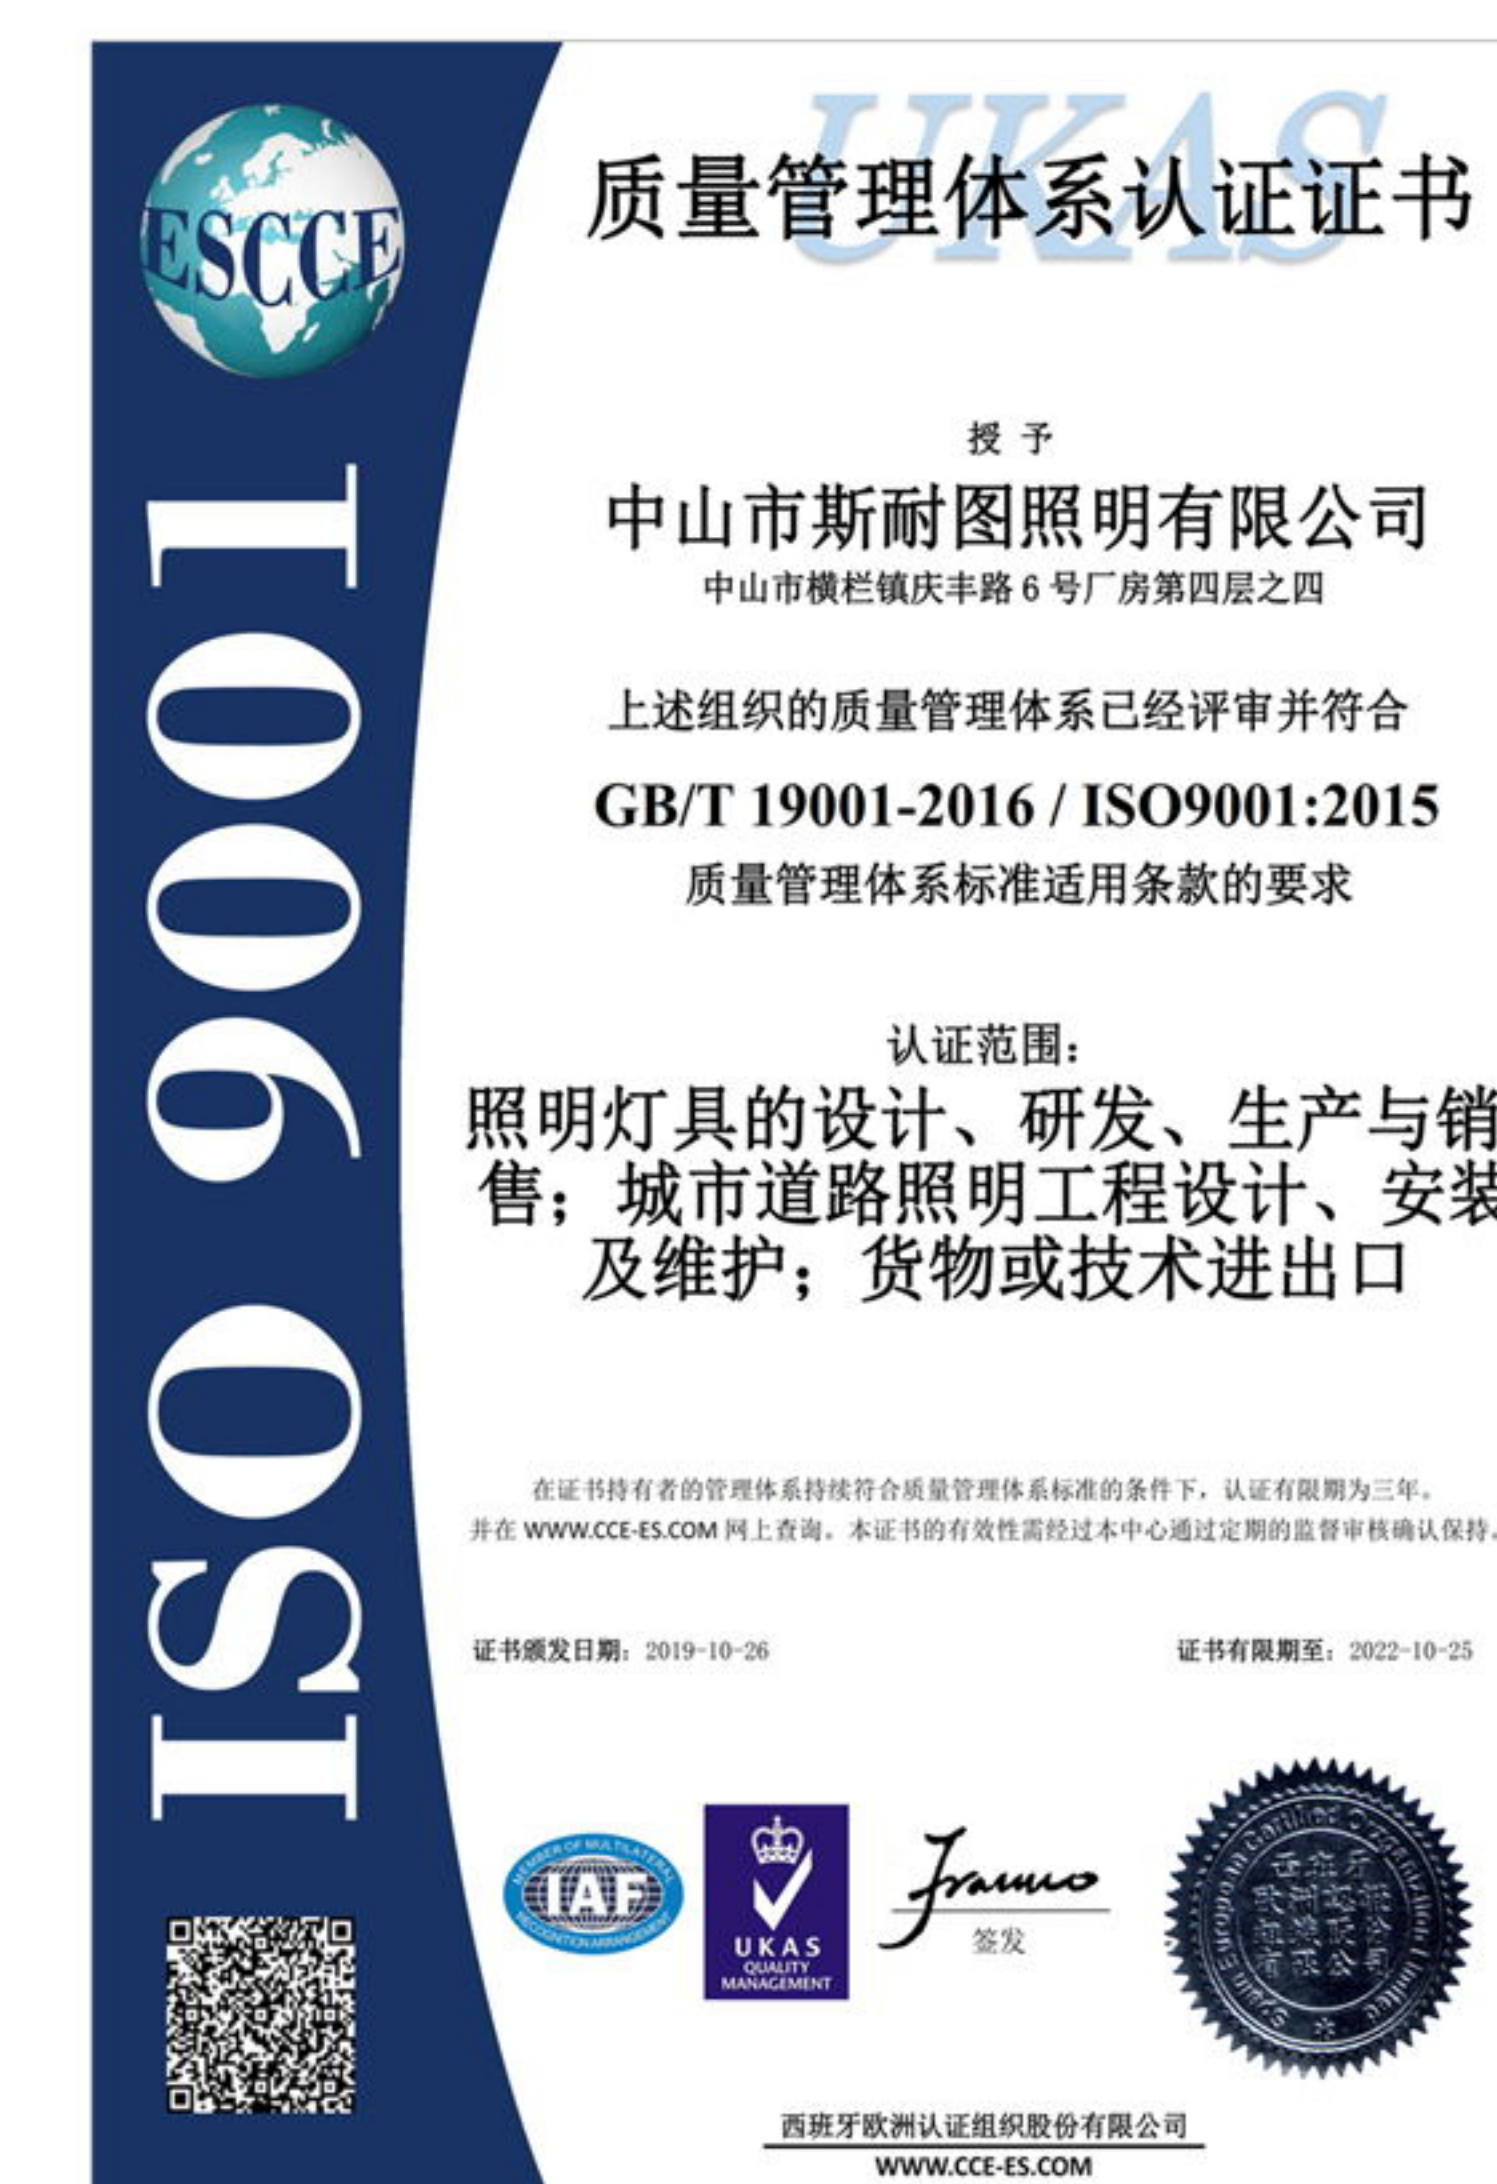 UKAS
质量管理体系认证证书
ESCCE
ISO 9001
授 予
中山市斯耐图照明有限公司
中山市横栏镇庆丰路 6 号厂房第四层之四
上述组织的质量管理体系已经评审并符合
GB/T 19001-2016 / ISO9001:2015
质量管理体系标准适用条款的要求
认证范围：
照明灯具的设计、研发、生产与销
售；城市道路照明工程设计、安装
及维护；货物或技术进出口
在证书持有者的管理体系持续符合质量管理体系标准的条件下，认证有限期为三年。
并在 WWW.CCE-ES.COM 网上查询。本证书的有效性需经过本中心通过定期的监督审核确认保持。
证书颁发日期：2019-10-26
证书有限期至：2022-10-25
MEMBER OF MULTILATERAL
IAF
RECOGNITION ARRANGEMENT
UKAS
QUALITY
MANAGEMENT
签发
Spain European Certified Organization Limited
西班牙欧洲认证组织股份有限公司
WWW.CCE-ES.COM